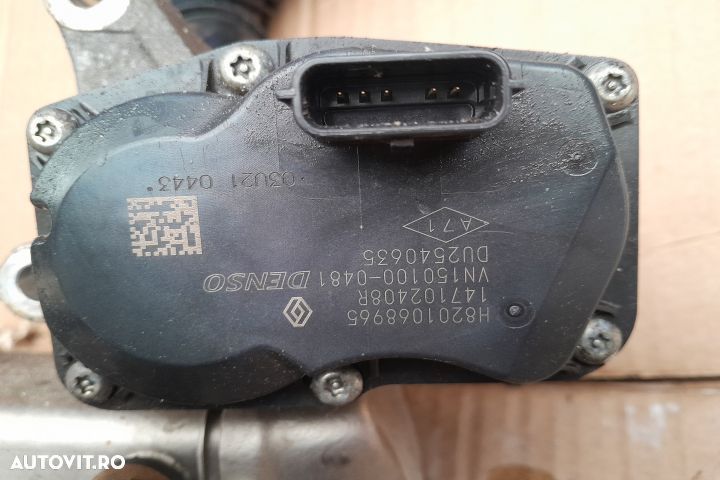 H8201068965
147102408R
VN150100-0481 DENSO
DU2540635
A71
03U21 0443
AUTOVIT.RO